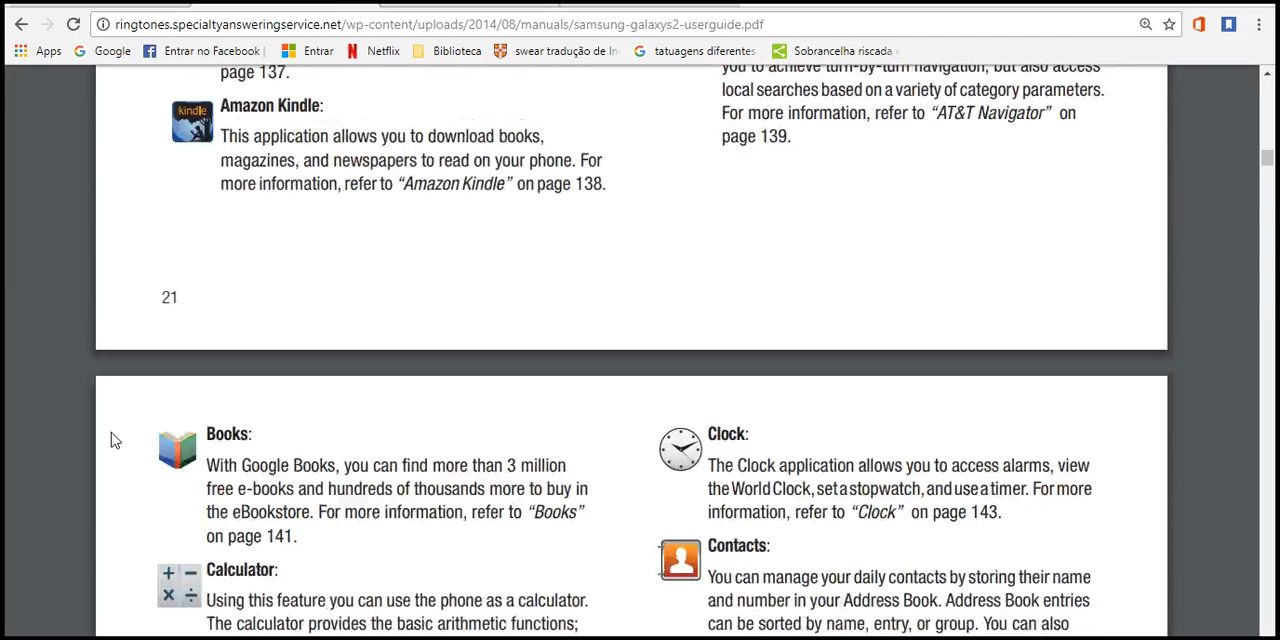 ringtones.specialtyansweringservice.net/wp-content/uploads/2014/08/manuals/samsung-galaxys2-userguide.pdf
Apps Google Entrar no Facebook Entrar Netflix Biblioteca swear tradução de In tatuagens diferentes Sobrancelha riscada
page 137.
Amazon Kindle:
kindle
This application allows you to download books,
magazines, and newspapers to read on your phone. For
more information, refer to “Amazon Kindle” on page 138.
you to achieve turn-by-turn navigation, but also access
local searches based on a variety of category parameters.
For more information, refer to “AT&T Navigator” on
page 139.
21
Books:
With Google Books, you can find more than 3 million
free e-books and hundreds of thousands more to buy in
the eBookstore. For more information, refer to “Books”
on page 141.
Calculator:
Using this feature you can use the phone as a calculator.
The calculator provides the basic arithmetic functions;
Clock:
The Clock application allows you to access alarms, view
the World Clock, set a stopwatch, and use a timer. For more
information, refer to “Clock” on page 143.
Contacts:
You can manage your daily contacts by storing their name
and number in your Address Book. Address Book entries
can be sorted by name, entry, or group. You can also